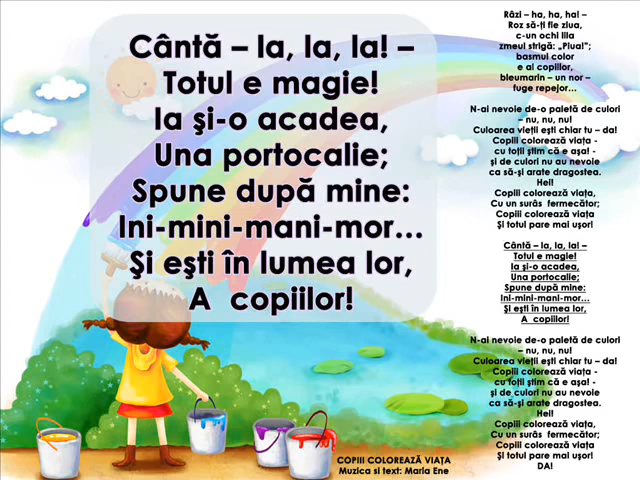 Cântă – la, la, la! –
Totul e magie!
Ia şi-o acadea,
Una portocalie;
Spune după mine:
Ini-mini-mani-mor...
Şi eşti în lumea lor,
A copiilor!
Râzi – ha, ha, ha! –
Roz să-ţi fie ziua,
c-un ochi lila
zmeul strigă: „Piua!”;
basmul color
e al copiilor,
bleumarin – un nor –
fuge repejor...
N-ai nevoie de-o paletă de culori
– nu, nu, nu!
Culoarea vieţii eşti chiar tu – da!
Copiii colorează viaţa -
cu toţii ştim că e aşa! -
şi de culori nu au nevoie
ca să-şi arate dragostea.
Hei!
Copiii colorează viaţa,
Cu un surâs fermecător;
Copiii colorează viaţa
Şi totul pare mai uşor!
Cântă – la, la, la! –
Totul e magie!
Ia şi-o acadea,
Una portocalie;
Spune după mine:
Ini-mini-mani-mor...
Şi eşti în lumea lor,
A copiilor!
N-ai nevoie de-o paletă de culori
– nu, nu, nu!
Culoarea vieţii eşti chiar tu – da!
Copiii colorează viaţa -
cu toţii ştim că e aşa! -
şi de culori nu au nevoie
ca să-şi arate dragostea.
Hei!
Copiii colorează viaţa,
Cu un surâs fermecător;
Copiii colorează viaţa
Şi totul pare mai uşor!
DA!
COPIII COLOREAZĂ VIAŢA
Muzica si text: Maria Ene